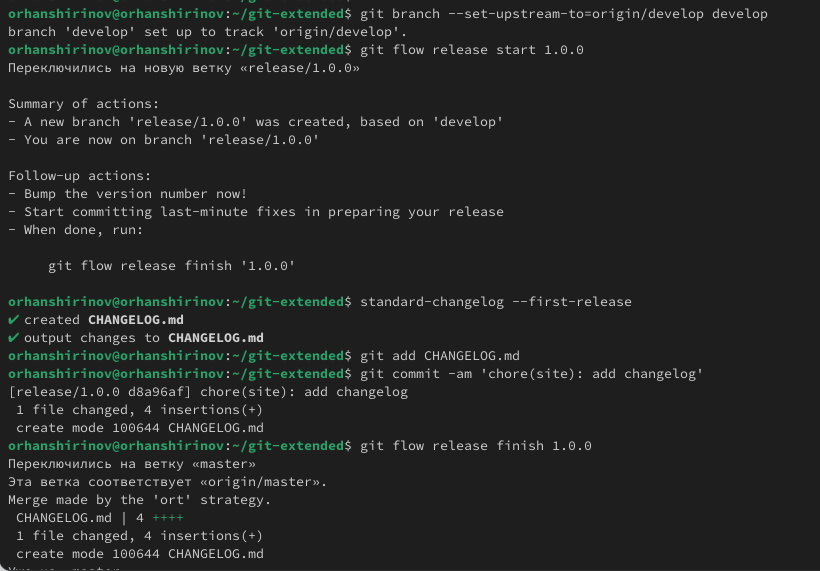 orhanshirinov@orhanshirinov:~/git-extended$ git branch --set-upstream-to=origin/develop develop
branch 'develop' set up to track 'origin/develop'.
orhanshirinov@orhanshirinov:~/git-extended$ git flow release start 1.0.0
Переключились на новую ветку «release/1.0.0»

Summary of actions:
- A new branch 'release/1.0.0' was created, based on 'develop'
- You are now on branch 'release/1.0.0'

Follow-up actions:
- Bump the version number now!
- Start committing last-minute fixes in preparing your release
- When done, run:

     git flow release finish '1.0.0'

orhanshirinov@orhanshirinov:~/git-extended$ standard-changelog --first-release
✔ created CHANGELOG.md
✔ output changes to CHANGELOG.md
orhanshirinov@orhanshirinov:~/git-extended$ git add CHANGELOG.md
orhanshirinov@orhanshirinov:~/git-extended$ git commit -am 'chore(site): add changelog'
[release/1.0.0 d8a96af] chore(site): add changelog
 1 file changed, 4 insertions(+)
 create mode 100644 CHANGELOG.md
orhanshirinov@orhanshirinov:~/git-extended$ git flow release finish 1.0.0
Переключились на ветку «master»
Эта ветка соответствует «origin/master».
Merge made by the 'ort' strategy.
 CHANGELOG.md | 4 ++++
 1 file changed, 4 insertions(+)
 create mode 100644 CHANGELOG.md